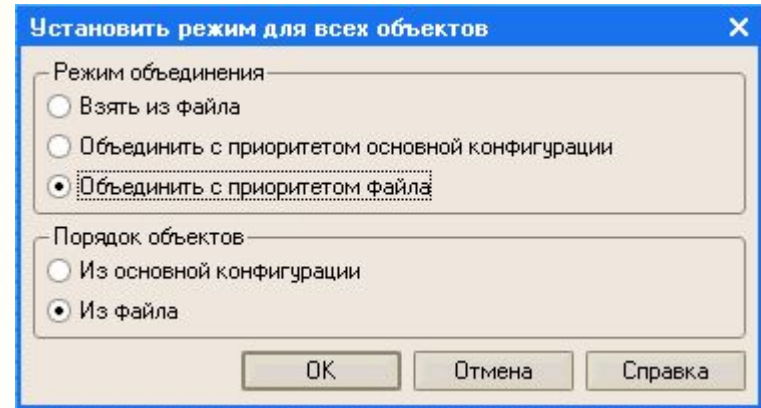 Установить режим для всех объектов
Режим объединения
Взять из файла
Объединить с приоритетом основной конфигурации
Объединить с приоритетом файла
Порядок объектов
Из основной конфигурации
Из файла
OK Отмена Справка